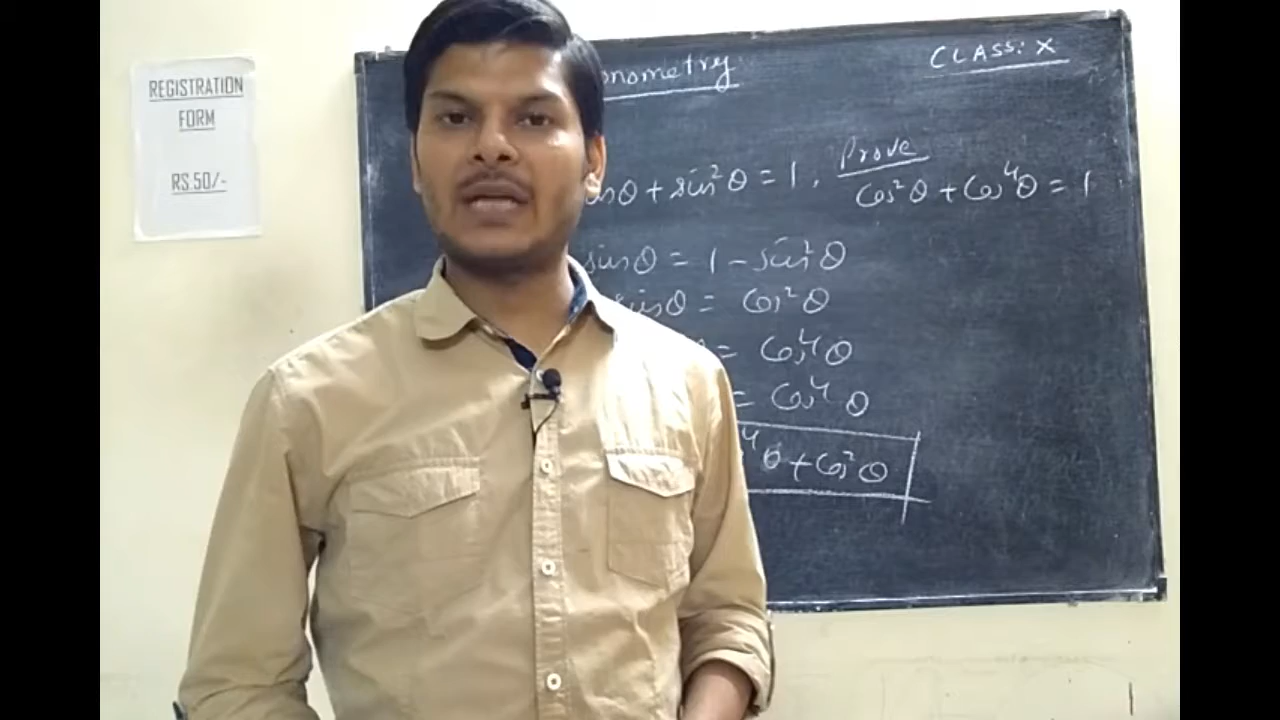 REGISTRATION
FORM
RS.50/-
onometry
CLASS: X
inθ + sin²θ = 1. Prove
cos²θ + cos⁴θ = 1
sinθ = 1 - sin²θ
sinθ = cos²θ
= cos⁴θ
= cos⁴θ
⁴θ + cos²θ